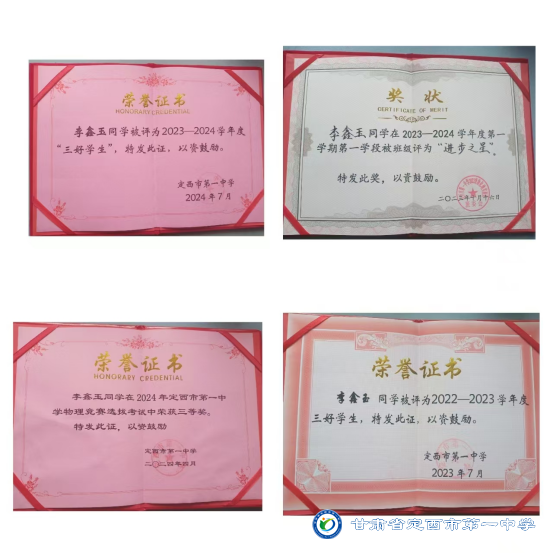 荣誉证书
HONORARY CREDENTIAL
李鑫玉同学被评为2023—2024学年度
“三好学生”,特发此证,以资鼓励。
定西市第一中学
2024年7月
奖状
CERTIFICATE OF MERIT
李鑫玉同学在2023—2024学年度第一
学期第一学段被班级评为“进步之星”。
特发此奖,以资鼓励。
荣誉证书
HONORARY CREDENTIAL
李鑫玉同学在2024年定西市第一中
学物理竞赛选拔考试中荣获三等奖。
特发此证,以资鼓励
定西市第一中学
二〇二四年四月
荣誉证书
李鑫玉 同学被评为2022—2023学年度
三好学生,特发此证,以资鼓励。
定西市第一中学
2023年7月
甘肃省定西市第一中学